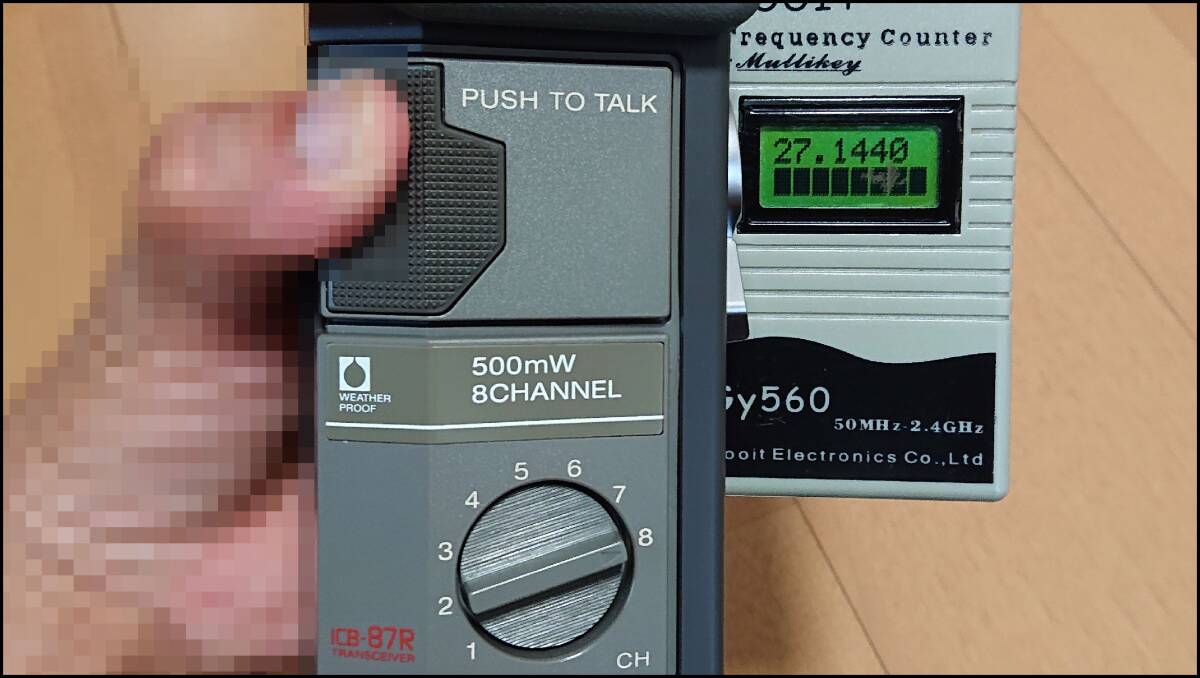 PUSH TO TALK
WEATHER
PROOF
500mW
8CHANNEL
1
2
3
4
5
6
7
8
CH
ICB-87R
TRANSCEIVER
Frequency Counter
Mullikey
27.1440
Gy560
50MHz-2.4GHz
Electronics Co.,Ltd